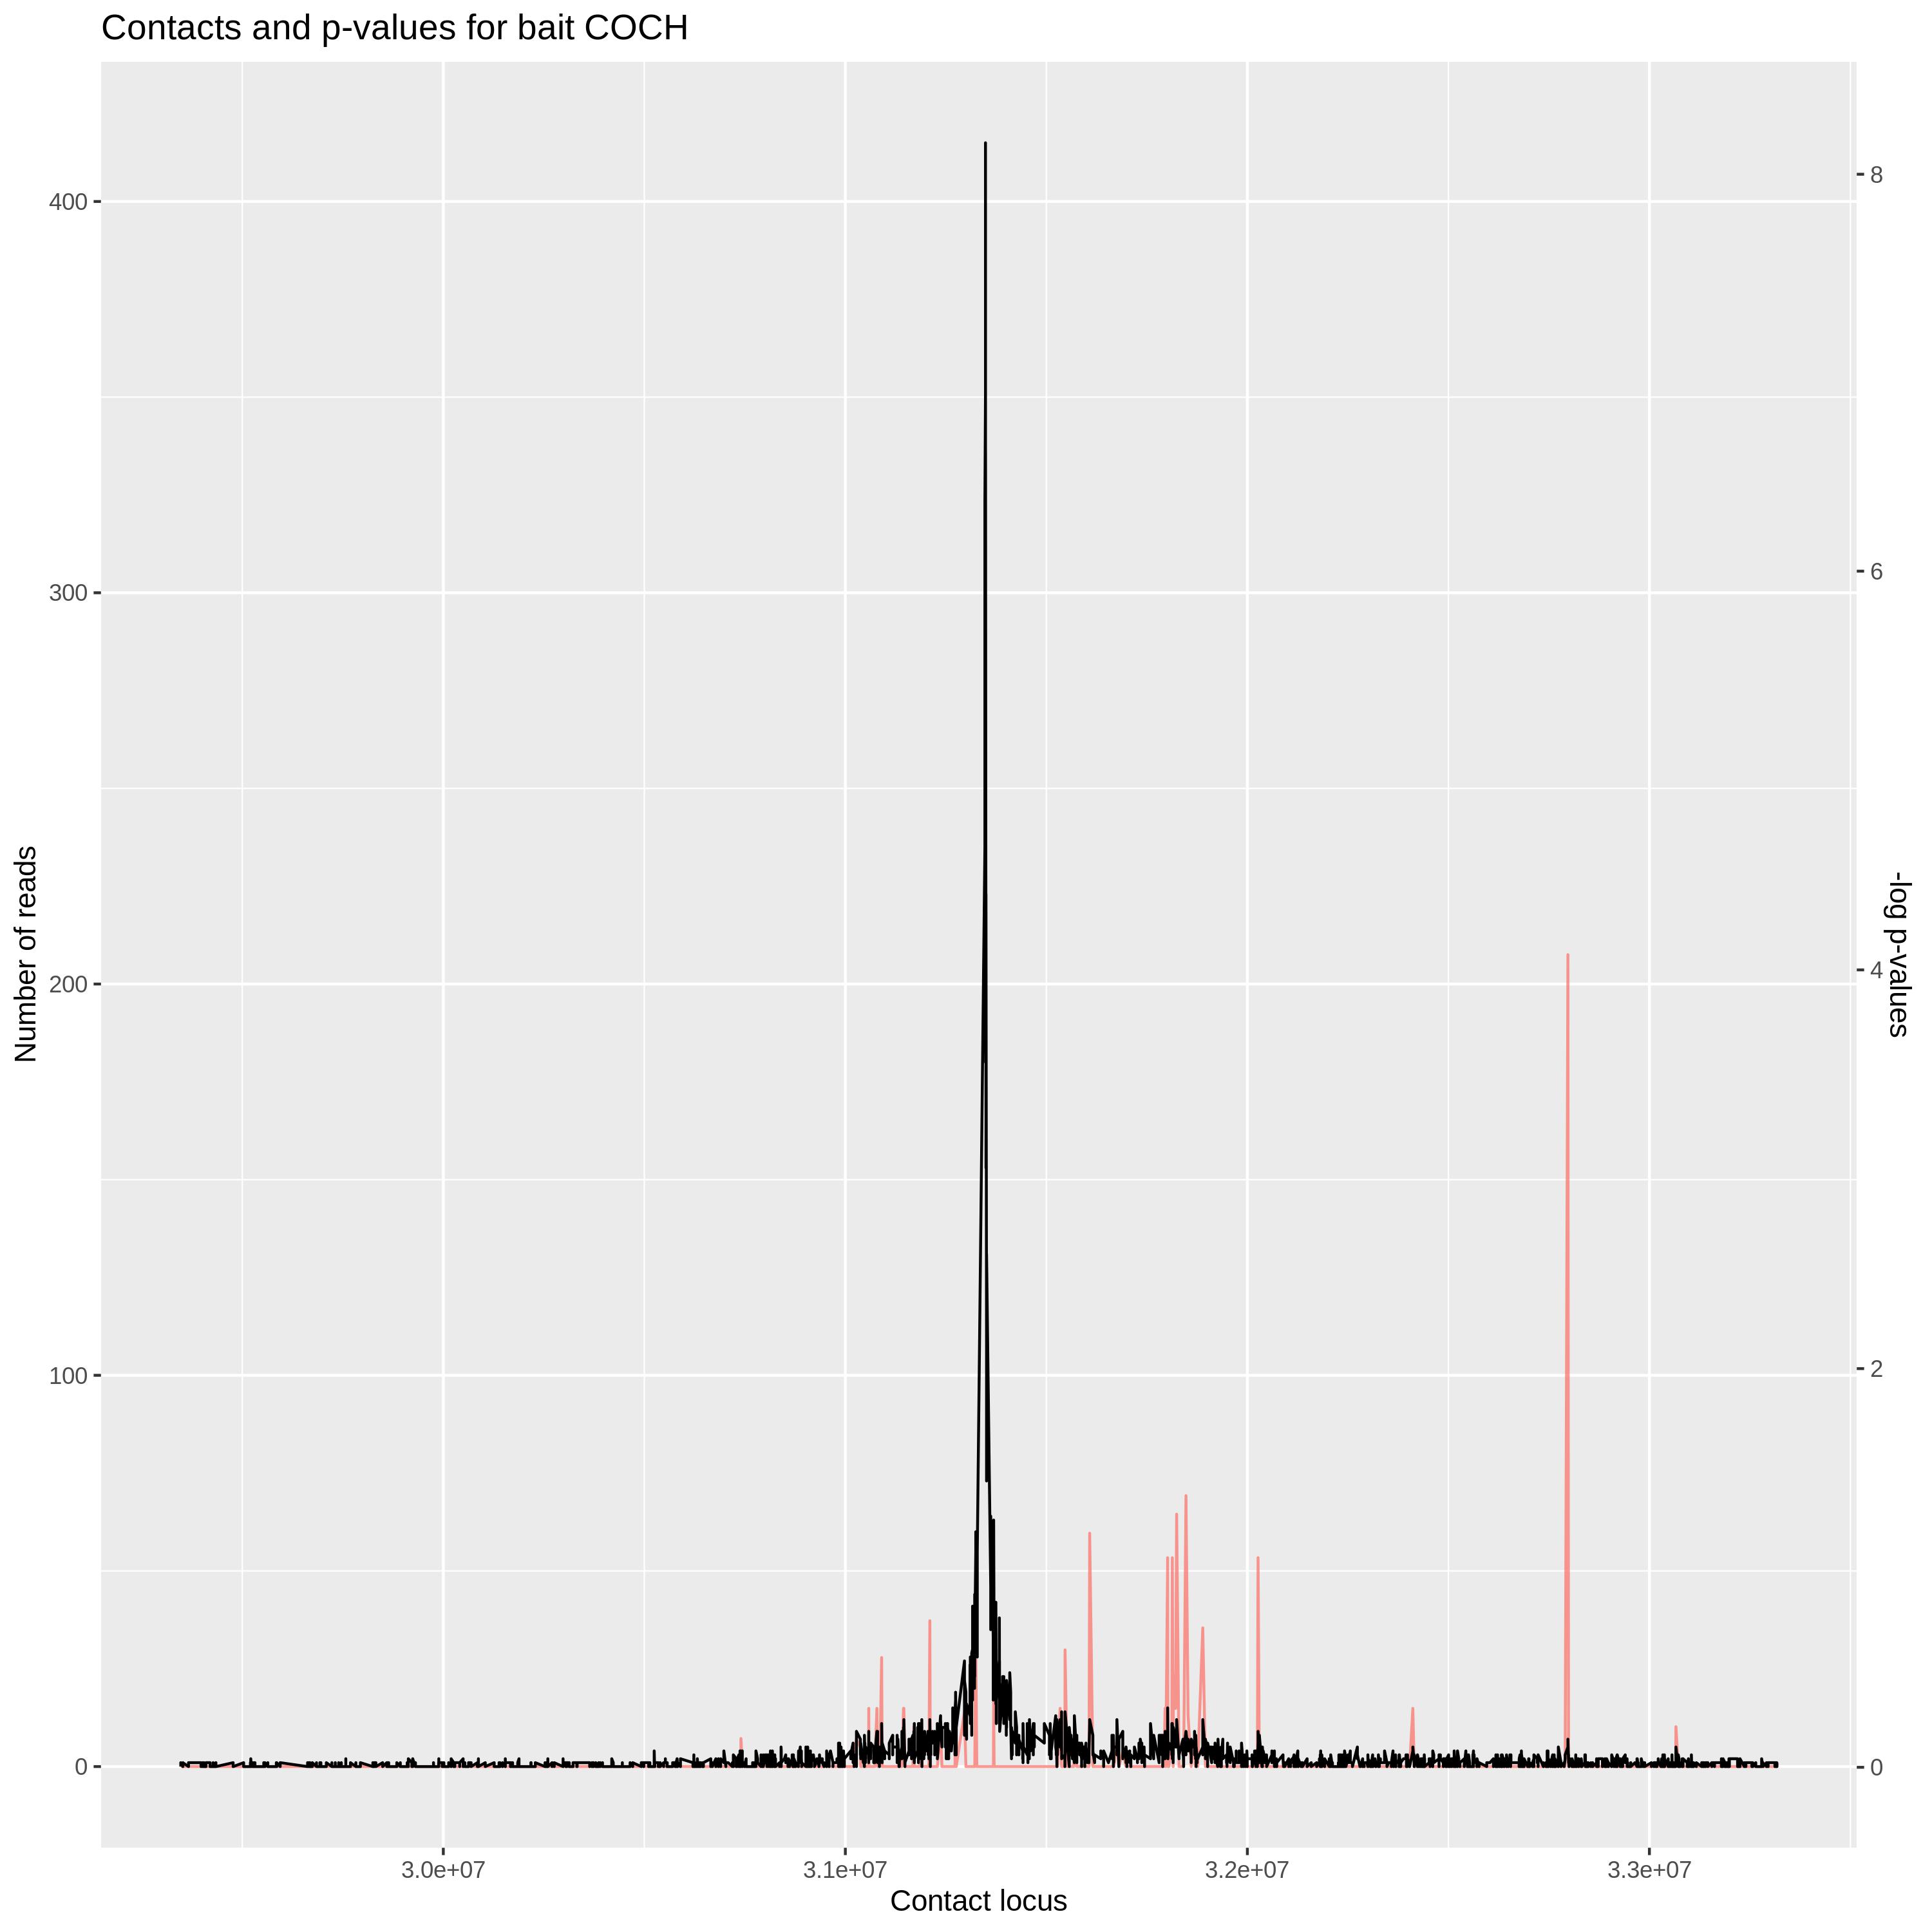 Contacts and p-values for bait COCH
400
300
200
100
0
Number of reads
8
6
4
2
0
-log p-values
3.0e+07 3.1e+07 3.2e+07 3.3e+07
Contact locus